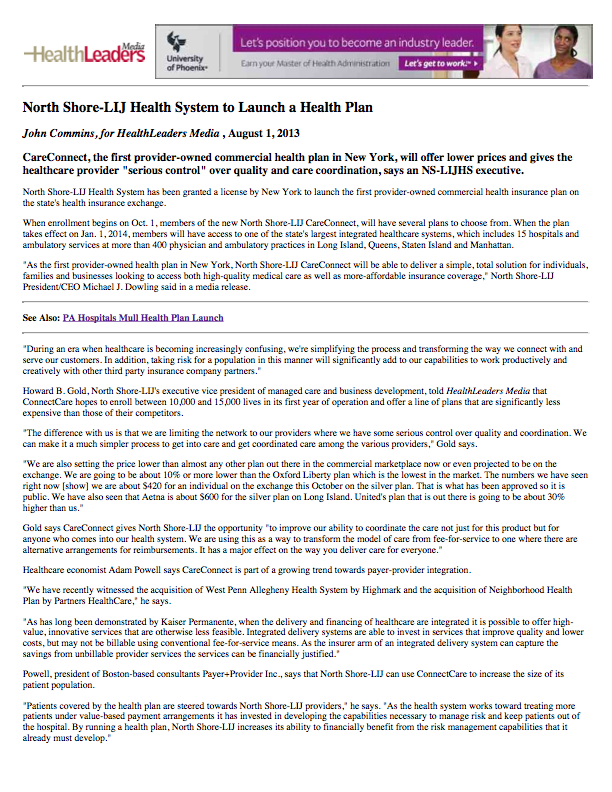 HealthLeaders
Media
University
of Phoenix®
Let's position you to become an industry leader.
Earn your Master of Health Administration
Let's get to work.™
North Shore-LIJ Health System to Launch a Health Plan
John Commins, for HealthLeaders Media , August 1, 2013
CareConnect, the first provider-owned commercial health plan in New York, will offer lower prices and gives the
healthcare provider "serious control" over quality and care coordination, says an NS-LIJHS executive.
North Shore-LIJ Health System has been granted a license by New York to launch the first provider-owned commercial health insurance plan on
the state's health insurance exchange.
When enrollment begins on Oct. 1, members of the new North Shore-LIJ CareConnect, will have several plans to choose from. When the plan
takes effect on Jan. 1, 2014, members will have access to one of the state's largest integrated healthcare systems, which includes 15 hospitals and
ambulatory services at more than 400 physician and ambulatory practices in Long Island, Queens, Staten Island and Manhattan.
"As the first provider-owned health plan in New York, North Shore-LIJ CareConnect will be able to deliver a simple, total solution for individuals,
families and businesses looking to access both high-quality medical care as well as more-affordable insurance coverage," North Shore-LIJ
President/CEO Michael J. Dowling said in a media release.
See Also: PA Hospitals Mull Health Plan Launch
"During an era when healthcare is becoming increasingly confusing, we're simplifying the process and transforming the way we connect with and
serve our customers. In addition, taking risk for a population in this manner will significantly add to our capabilities to work productively and
creatively with other third party insurance company partners."
Howard B. Gold, North Shore-LIJ's executive vice president of managed care and business development, told HealthLeaders Media that
ConnectCare hopes to enroll between 10,000 and 15,000 lives in its first year of operation and offer a line of plans that are significantly less
expensive than those of their competitors.
"The difference with us is that we are limiting the network to our providers where we have some serious control over quality and coordination. We
can make it a much simpler process to get into care and get coordinated care among the various providers," Gold says.
"We are also setting the price lower than almost any other plan out there in the commercial marketplace now or even projected to be on the
exchange. We are going to be about 10% or more lower than the Oxford Liberty plan which is the lowest in the market. The numbers we have seen
right now [show] we are about $420 for an individual on the exchange this October on the silver plan. That is what has been approved so it is
public. We have also seen that Aetna is about $600 for the silver plan on Long Island. United's plan that is out there is going to be about 30%
higher than us."
Gold says CareConnect gives North Shore-LIJ the opportunity "to improve our ability to coordinate the care not just for this product but for
anyone who comes into our health system. We are using this as a way to transform the model of care from fee-for-service to one where there are
alternative arrangements for reimbursements. It has a major effect on the way you deliver care for everyone."
Healthcare economist Adam Powell says CareConnect is part of a growing trend towards payer-provider integration.
"We have recently witnessed the acquisition of West Penn Allegheny Health System by Highmark and the acquisition of Neighborhood Health
Plan by Partners HealthCare," he says.
"As has long been demonstrated by Kaiser Permanente, when the delivery and financing of healthcare are integrated it is possible to offer high-
value, innovative services that are otherwise less feasible. Integrated delivery systems are able to invest in services that improve quality and lower
costs, but may not be billable using conventional fee-for-service means. As the insurer arm of an integrated delivery system can capture the
savings from unbillable provider services the services can be financially justified."
Powell, president of Boston-based consultants Payer+Provider Inc., says that North Shore-LIJ can use ConnectCare to increase the size of its
patient population.
"Patients covered by the health plan are steered towards North Shore-LIJ providers," he says. "As the health system works toward treating more
patients under value-based payment arrangements it has invested in developing the capabilities necessary to manage risk and keep patients out of
the hospital. By running a health plan, North Shore-LIJ increases its ability to financially benefit from the risk management capabilities that it
already must develop."